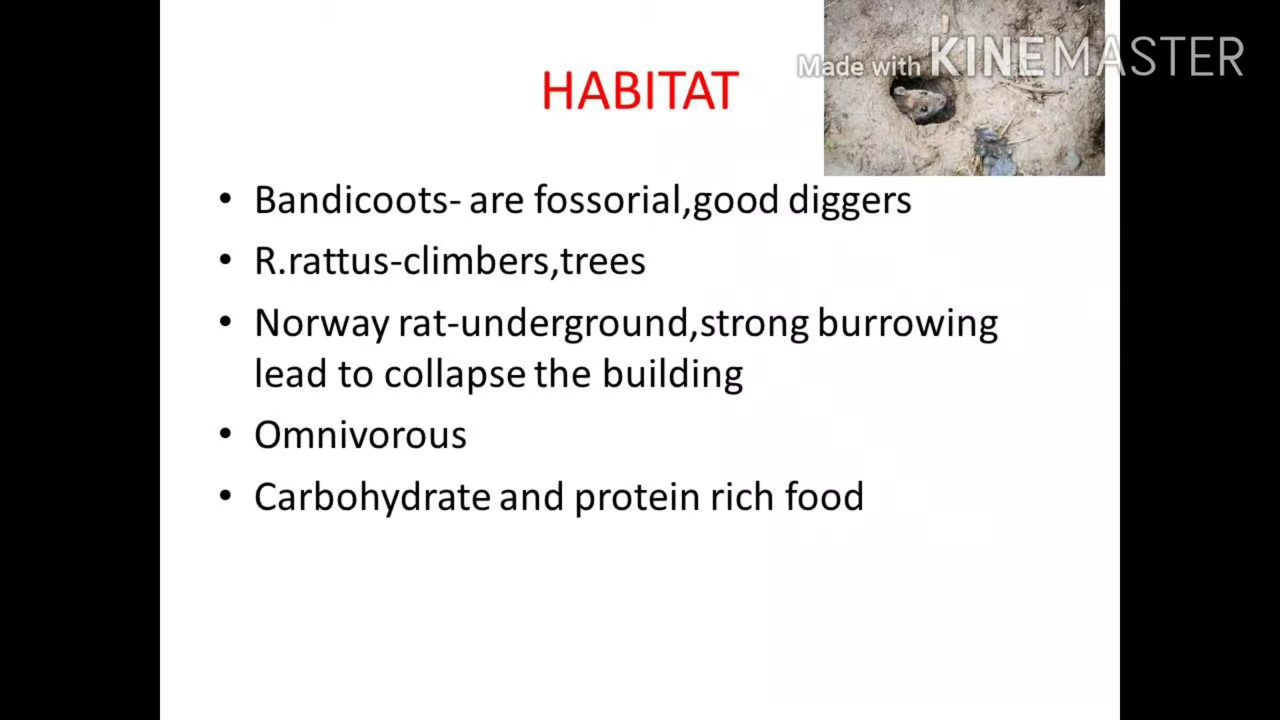 Made with KINEMASTER
HABITAT
• Bandicoots- are fossorial,good diggers
• R.rattus-climbers,trees
• Norway rat-underground,strong burrowing
lead to collapse the building
• Omnivorous
• Carbohydrate and protein rich food